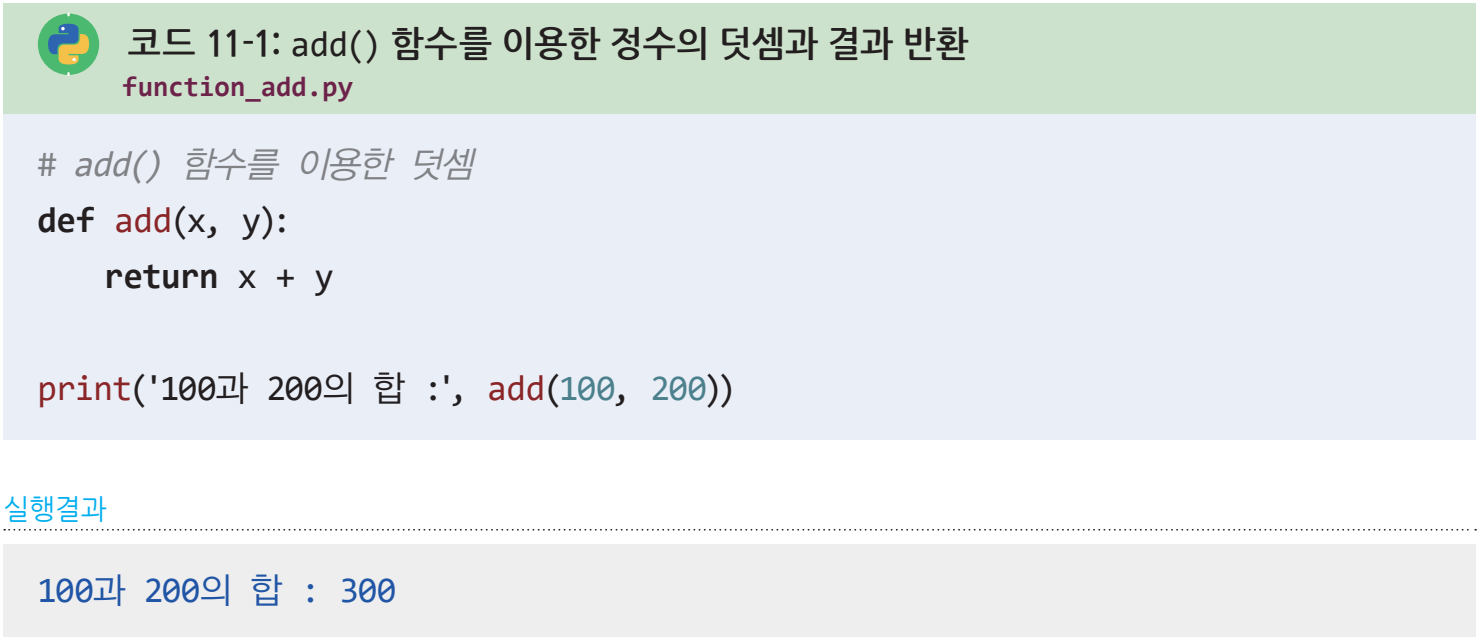 코드 11-1: add() 함수를 이용한 정수의 덧셈과 결과 반환
function_add.py
# add() 함수를 이용한 덧셈
def add(x, y):
    return x + y
print('100과 200의 합 :', add(100, 200))
실행결과
100과 200의 합 : 300